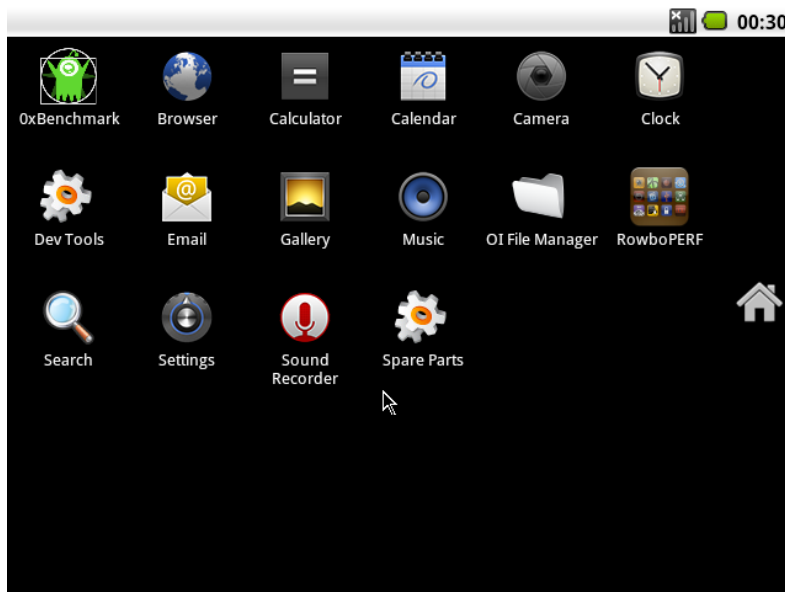 00:30
0xBenchmark
Browser
Calculator
Calendar
Camera
Clock
Dev Tools
Email
Gallery
Music
OI File Manager
RowboPERF
Search
Settings
Sound
Recorder
Spare Parts